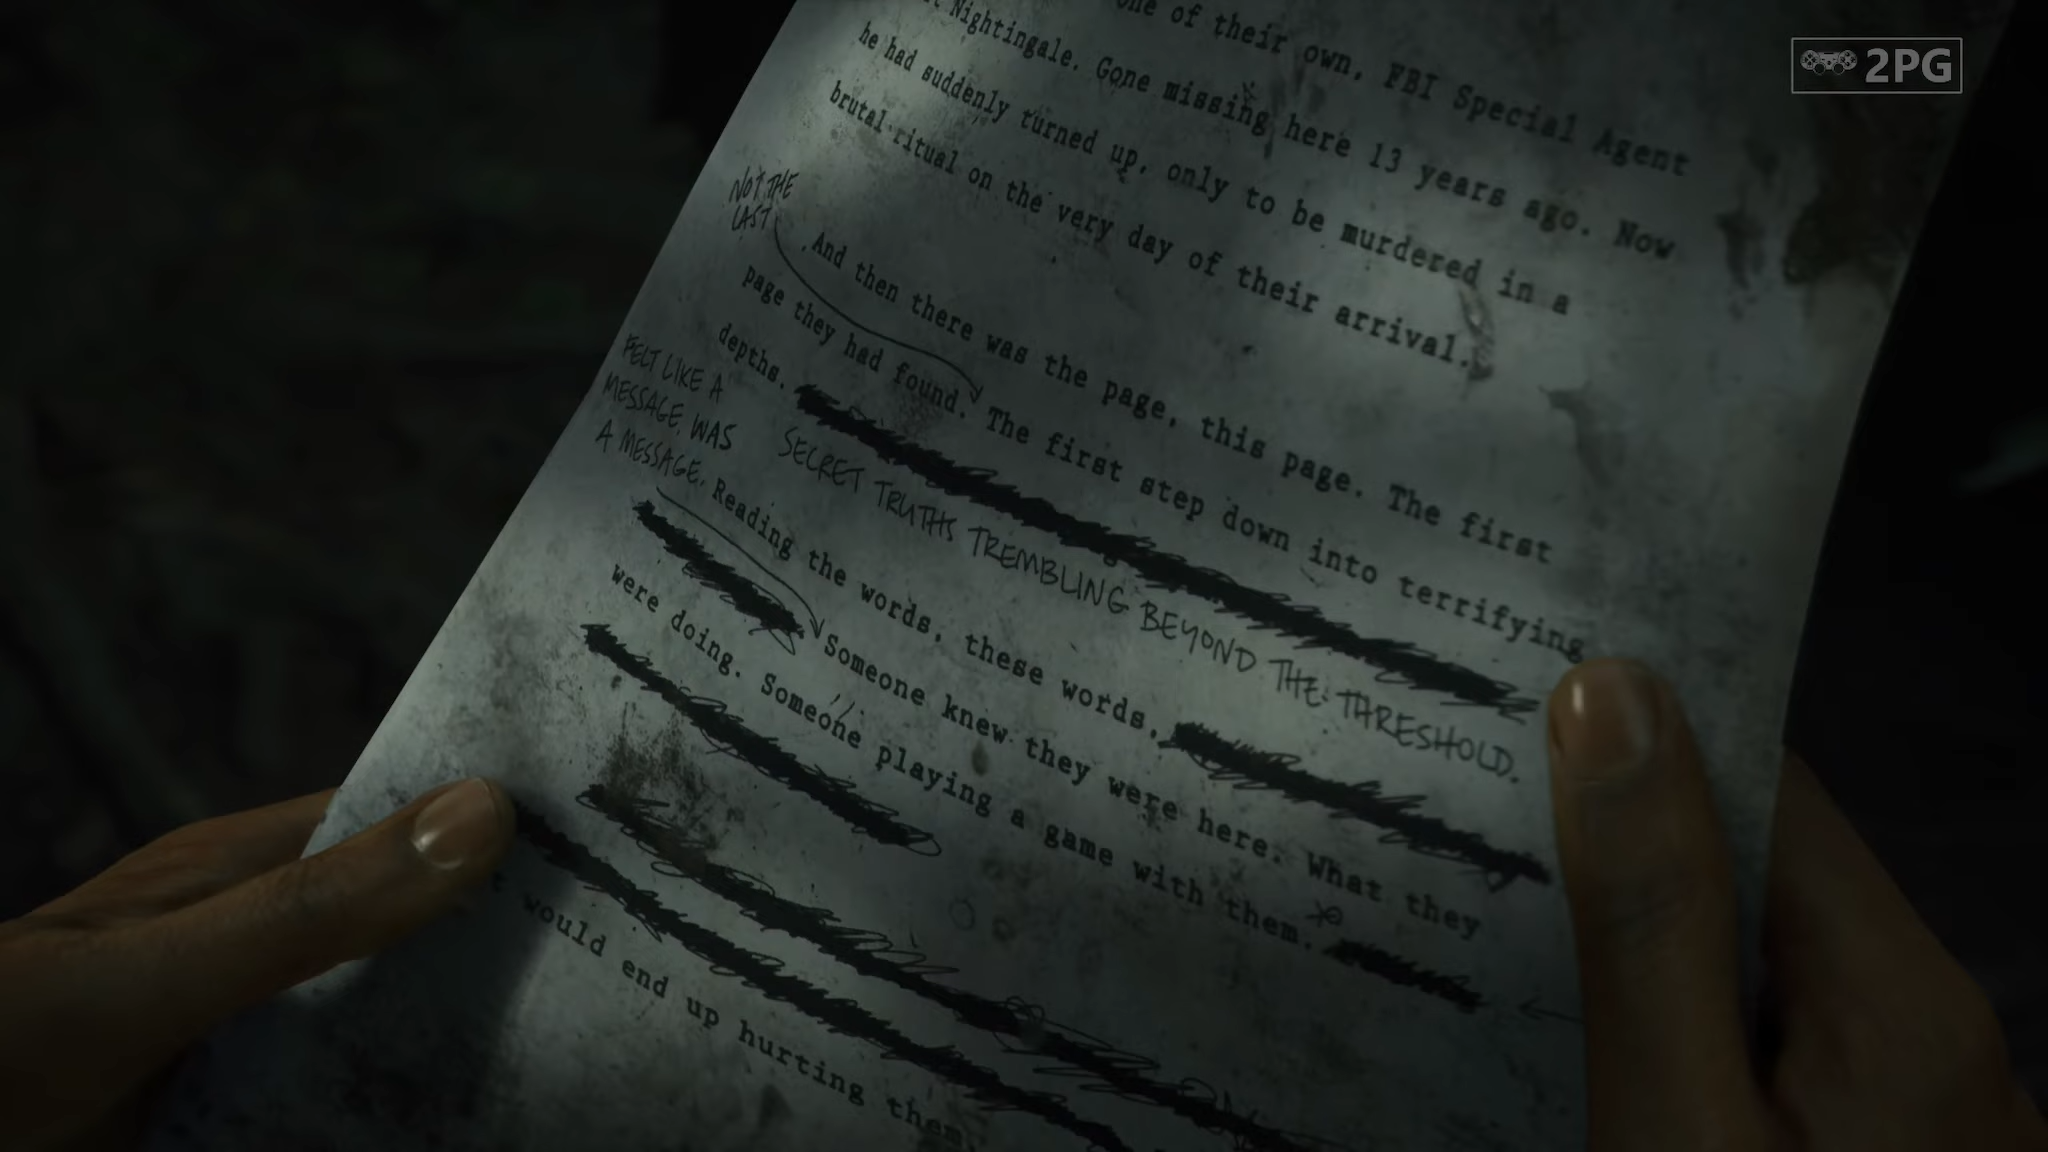 one of their own, FBI Special Agent
Nightingale. Gone missing here 13 years ago. Now
he had suddenly turned up, only to be murdered in a
brutal ritual on the very day of their arrival.
NOT THE
LAST
And then there was the page, this page. The first
page they had found. The first step down into terrifying
depths.
SECRET TRUTHS TREMBLING BEYOND THE THRESHOLD.
FELT LIKE A
MESSAGE, WAS
A MESSAGE.
Reading the words, these words,
Someone knew they were here. What they
were doing. Someone playing a game with them.
would end up hurting them.
2PG